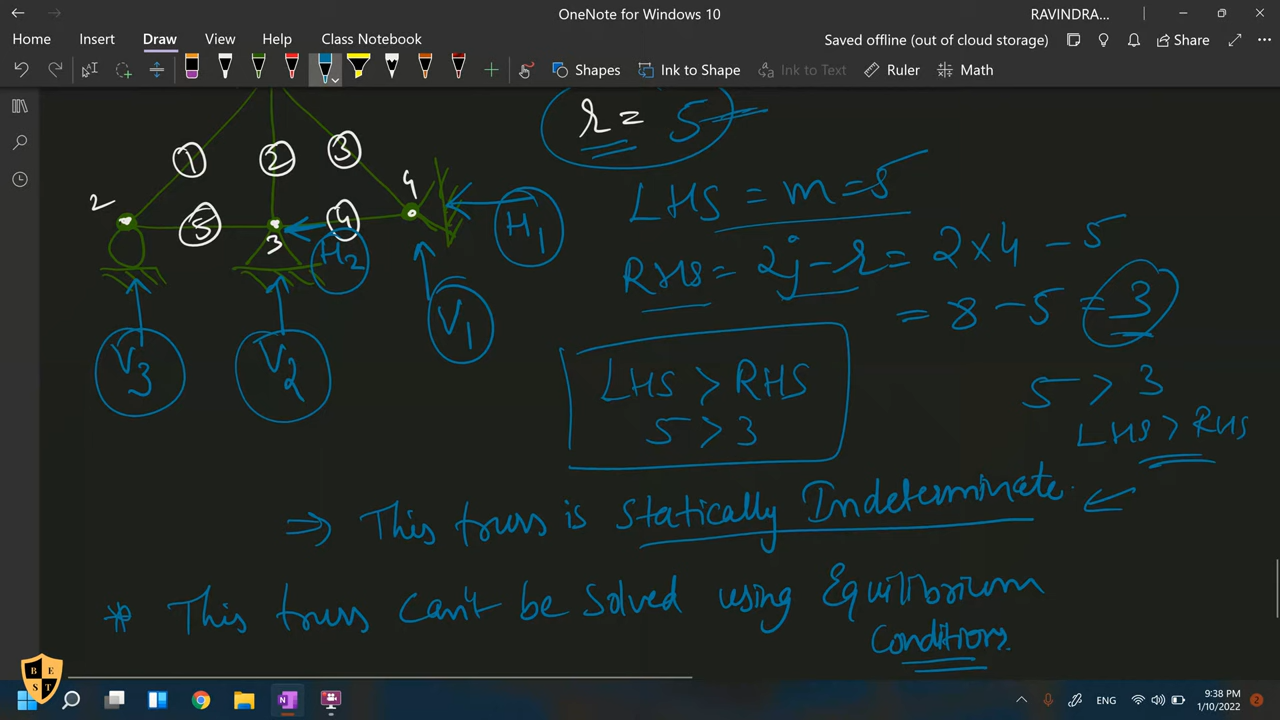 OneNote for Windows 10
RAVINDRA...
Home Insert Draw View Help Class Notebook
Saved offline (out of cloud storage) Share
Shapes Ink to Shape Ink to Text Ruler Math
r = 5
1 2 3
2 5 3 4 4
H1
H2
V1
V3 V2
LHS = m = 5
RHS = 2j - r = 2 × 4 - 5
= 8 - 5 = 3
LHS > RHS
5 > 3
5 > 3
LHS > RHS
⇒ This truss is Statically Indeterminate. ←
* This truss can't be solved using Equilibrium
Conditions.
BEST
ENG
9:38 PM
1/10/2022
2